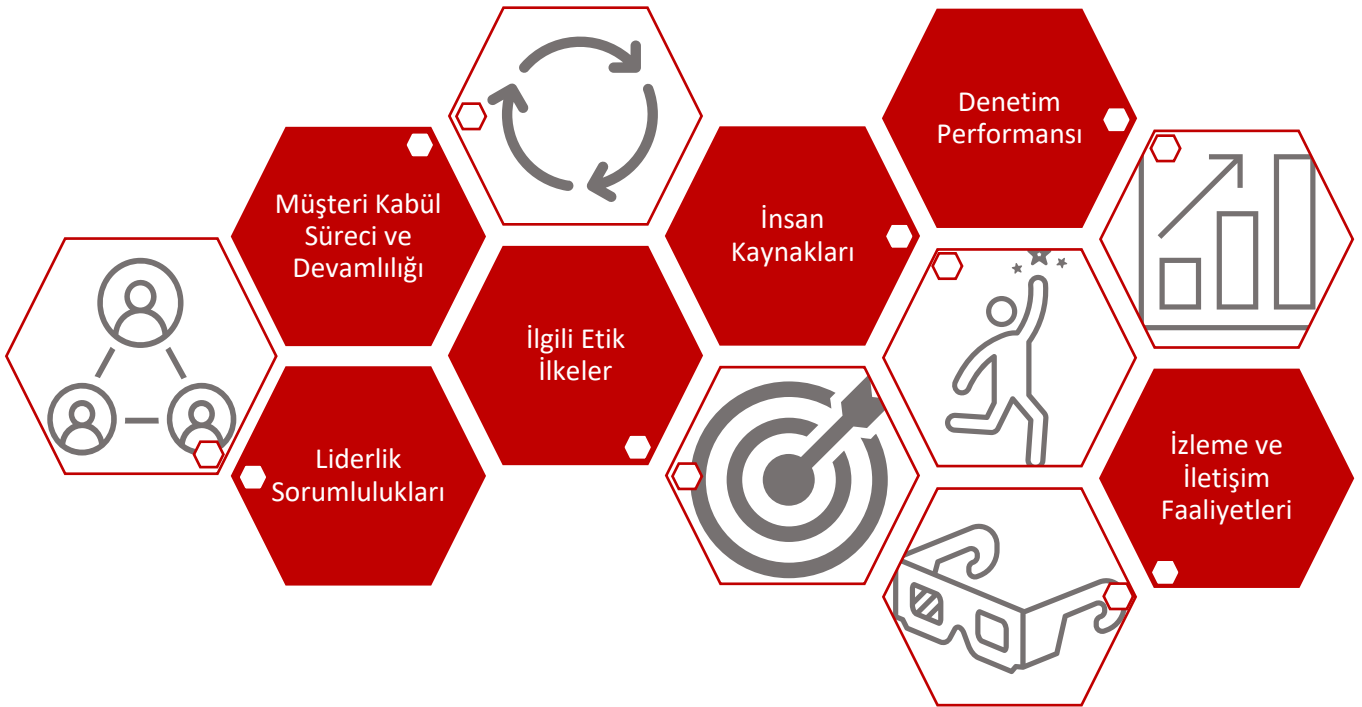 Müşteri Kabül
Süreci ve
Devamlılığı
Liderlik
Sorumlulukları
İlgili Etik
İlkeler
İnsan
Kaynakları
Denetim
Performansı
İzleme ve
İletişim
Faaliyetleri